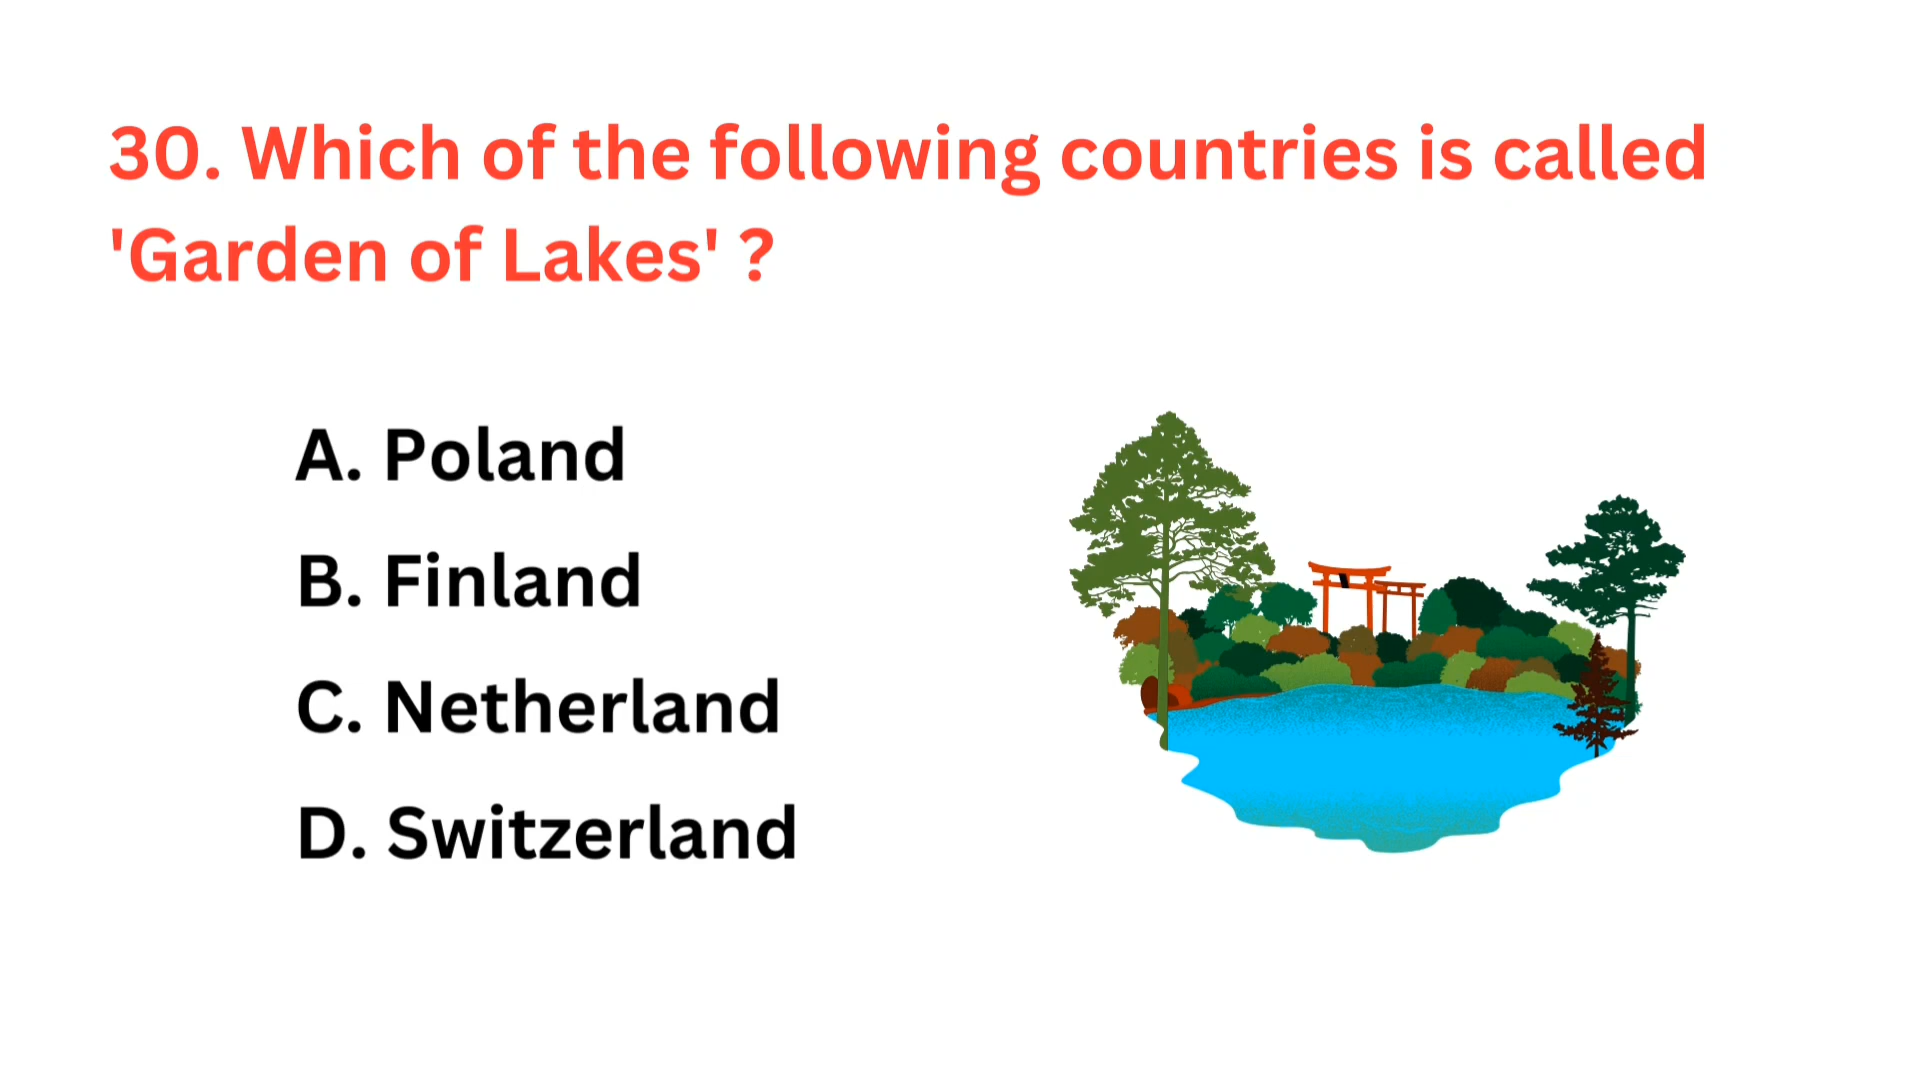 30. Which of the following countries is called
'Garden of Lakes' ?
A. Poland
B. Finland
C. Netherland
D. Switzerland